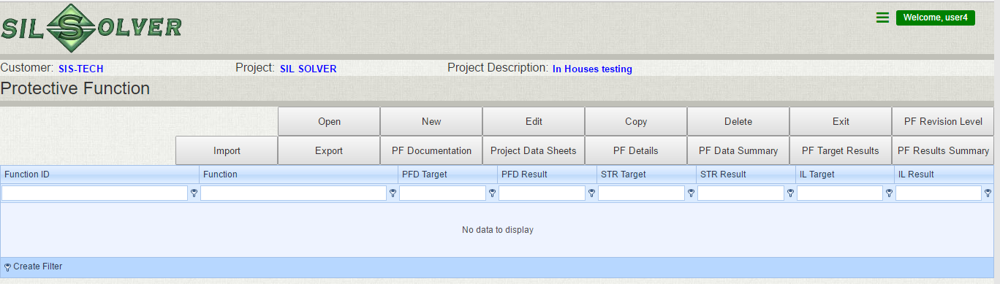 SIL SOLVER
Welcome, user4
Customer: SIS-TECH Project: SIL SOLVER Project Description: In Houses testing
Protective Function
Open New Edit Copy Delete Exit PF Revision Level
Import Export PF Documentation Project Data Sheets PF Details PF Data Summary PF Target Results PF Results Summary
Function ID Function PFD Target PFD Result STR Target STR Result IL Target IL Result
No data to display
Create Filter